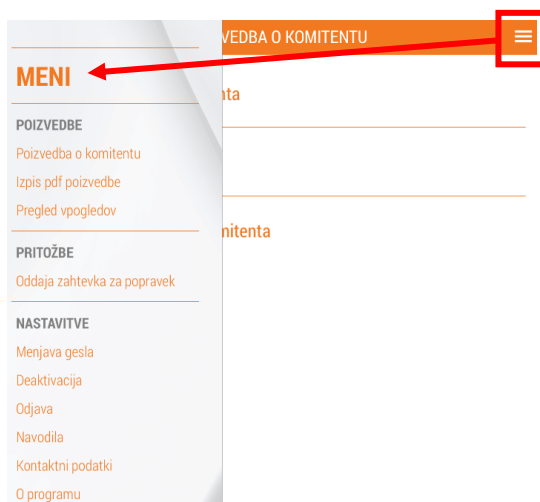 VEDBA O KOMITENTU
MENI
nta
POIZVEDBE
Poizvedba o komitentu
Izpis pdf poizvedbe
Pregled vpogledov
mitenta
PRITOŽBE
Oddaja zahtevka za popravek
NASTAVITVE
Menjava gesla
Deaktivacija
Odjava
Navodila
Kontaktni podatki
O programu